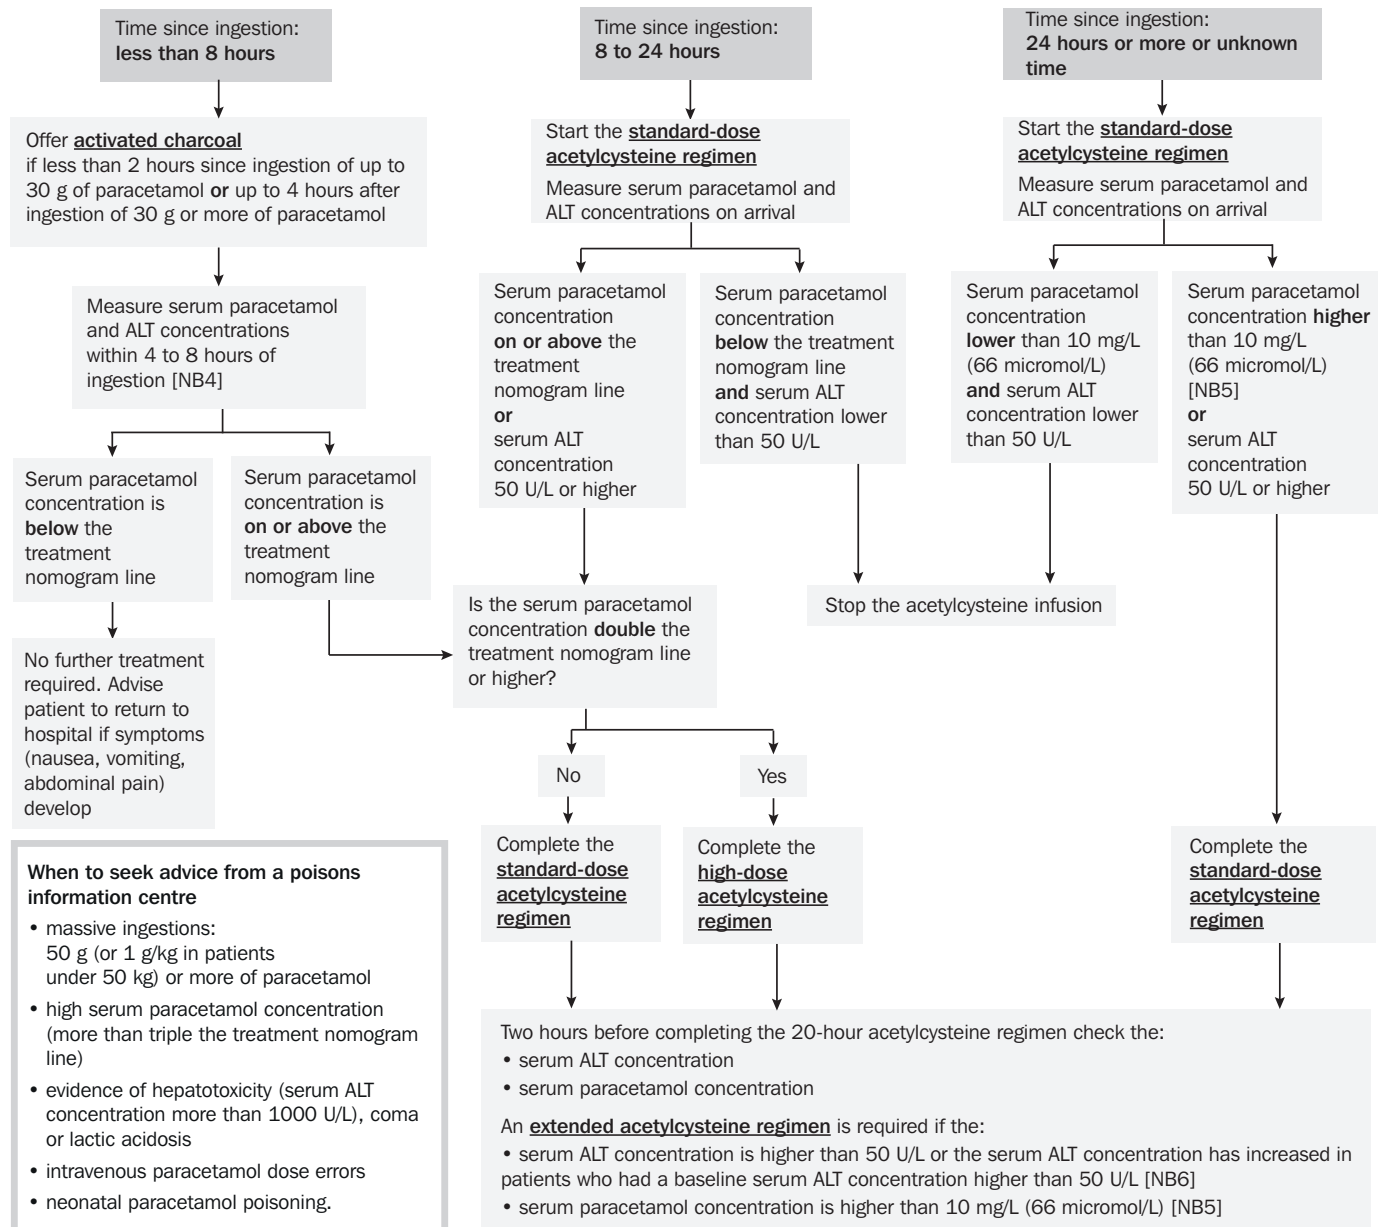 Time since ingestion:
less than 8 hours
Offer activated charcoal
if less than 2 hours since ingestion of up to
30 g of paracetamol or up to 4 hours after
ingestion of 30 g or more of paracetamol
Measure serum paracetamol
and ALT concentrations
within 4 to 8 hours of
ingestion [NB4]
Serum paracetamol
concentration is
below the
treatment
nomogram line
Serum paracetamol
concentration is
on or above the
treatment
nomogram line
No further treatment
required. Advise
patient to return to
hospital if symptoms
(nausea, vomiting,
abdominal pain)
develop
Time since ingestion:
8 to 24 hours
Start the standard-dose
acetylcysteine regimen
Measure serum paracetamol and
ALT concentrations on arrival
Serum paracetamol
concentration
on or above the
treatment
nomogram line
or
serum ALT
concentration
50 U/L or higher
Serum paracetamol
concentration
below the treatment
nomogram line
and serum ALT
concentration lower
than 50 U/L
Time since ingestion:
24 hours or more or unknown
time
Start the standard-dose
acetylcysteine regimen
Measure serum paracetamol and
ALT concentrations on arrival
Serum paracetamol
concentration
lower than 10 mg/L
(66 micromol/L)
and serum ALT
concentration lower
than 50 U/L
Serum paracetamol
concentration higher
than 10 mg/L
(66 micromol/L)
[NB5]
or
serum ALT
concentration
50 U/L or higher
Is the serum paracetamol
concentration double the
treatment nomogram line
or higher?
Stop the acetylcysteine infusion
No
Yes
Complete the
standard-dose
acetylcysteine
regimen
Complete the
high-dose
acetylcysteine
regimen
Complete the
standard-dose
acetylcysteine
regimen
When to seek advice from a poisons
information centre
• massive ingestions:
50 g (or 1 g/kg in patients
under 50 kg) or more of paracetamol
• high serum paracetamol concentration
(more than triple the treatment nomogram
line)
• evidence of hepatotoxicity (serum ALT
concentration more than 1000 U/L), coma
or lactic acidosis
• intravenous paracetamol dose errors
• neonatal paracetamol poisoning.
Two hours before completing the 20-hour acetylcysteine regimen check the:
• serum ALT concentration
• serum paracetamol concentration
An extended acetylcysteine regimen is required if the:
• serum ALT concentration is higher than 50 U/L or the serum ALT concentration has increased in
patients who had a baseline serum ALT concentration higher than 50 U/L [NB6]
• serum paracetamol concentration is higher than 10 mg/L (66 micromol/L) [NB5]